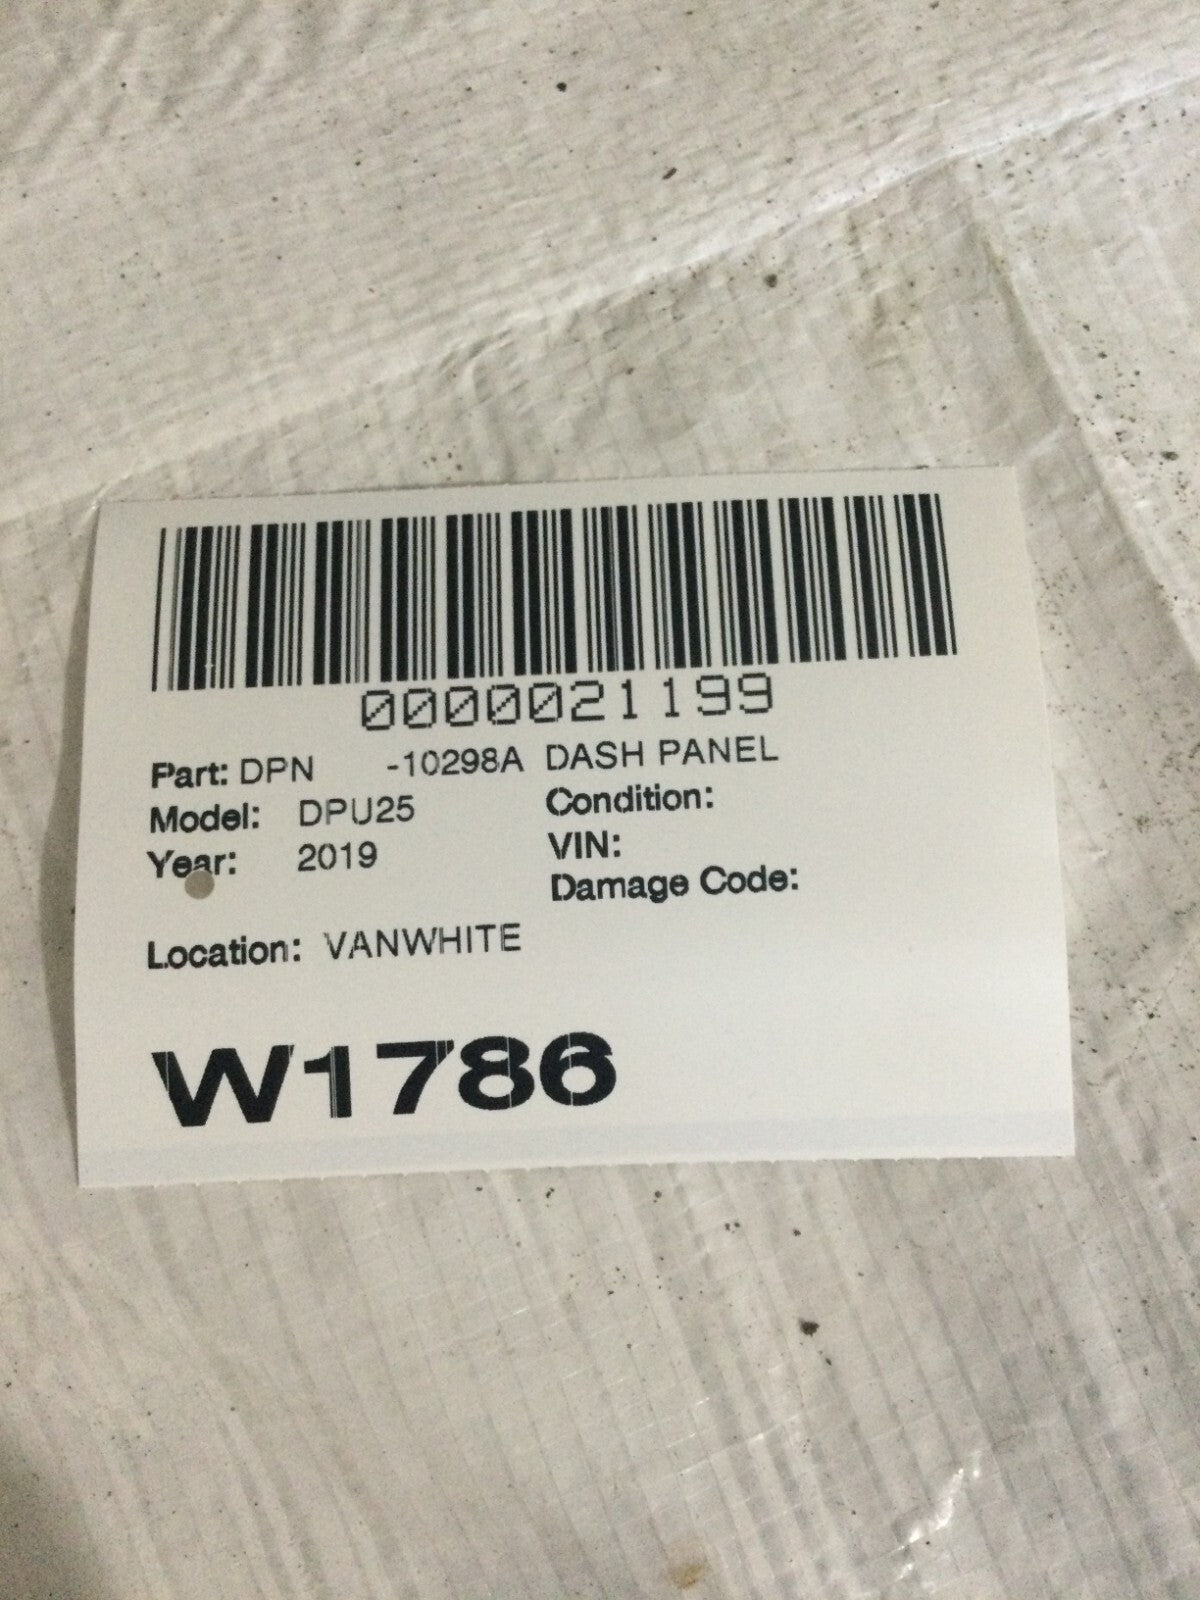 0000021199
Part: DPN -10298A DASH PANEL
Model: DPU25 Condition:
Year: 2019 VIN:
Damage Code:
Location: VANWHITE
W1786